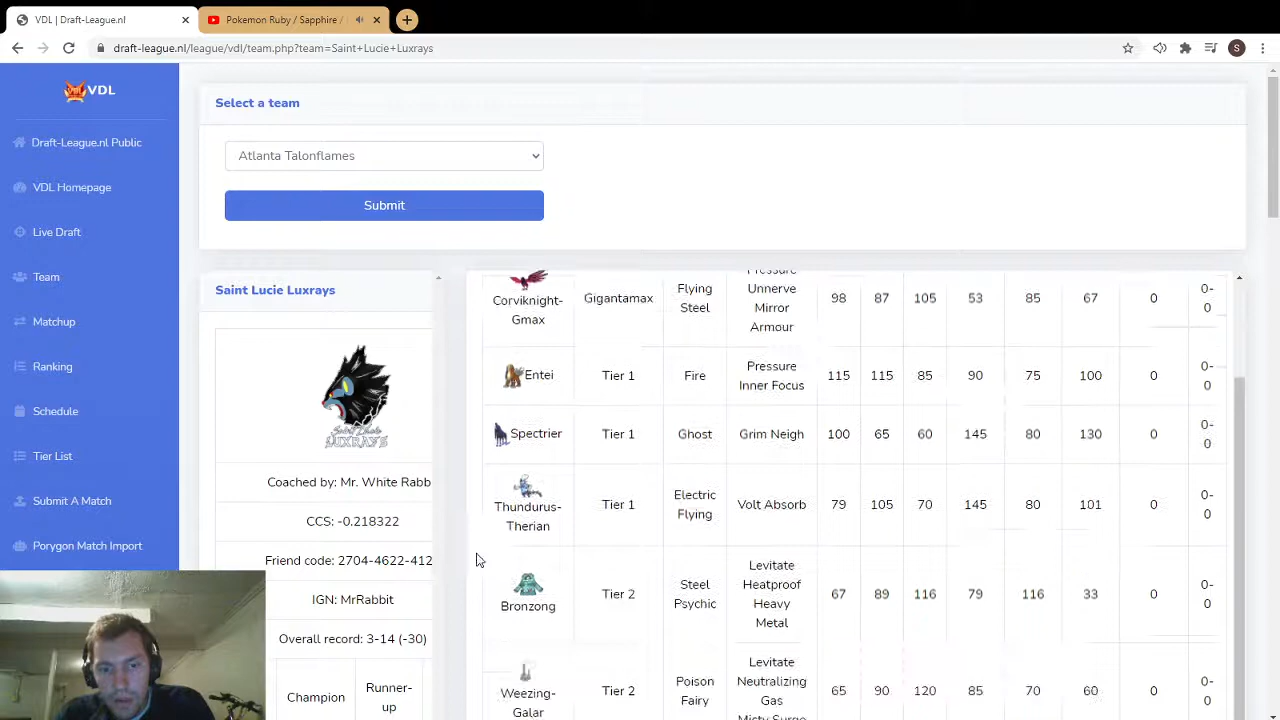 VDL | Draft-League.nl
Pokemon Ruby / Sapphire /
draft-league.nl/league/vdl/team.php?team=Saint+Lucie+Luxrays
S
VDL
Draft-League.nl Public
VDL Homepage
Live Draft
Team
Matchup
Ranking
Schedule
Tier List
Submit A Match
Porygon Match Import
Select a team
Atlanta Talonflames
Submit
Saint Lucie Luxrays
LUXRAYS
Coached by: Mr. White Rabb
CCS: -0.218322
Friend code: 2704-4622-412
IGN: MrRabbit
Overall record: 3-14 (-30)
Champion
Runner-
up
Corviknight-
Gmax
Gigantamax
Flying
Steel
Pressure
Unnerve
Mirror
Armour
98 87 105 53 85 67 0 0-
0
Entei Tier 1 Fire
Pressure
Inner Focus
115 115 85 90 75 100 0 0-
0
Spectrier Tier 1 Ghost Grim Neigh 100 65 60 145 80 130 0 0-
0
Thundurus-
Therian
Tier 1
Electric
Flying
Volt Absorb 79 105 70 145 80 101 0 0-
0
Bronzong
Tier 2
Steel
Psychic
Levitate
Heatproof
Heavy
Metal
67 89 116 79 116 33 0 0-
0
Weezing-
Galar
Tier 2
Poison
Fairy
Levitate
Neutralizing
Gas
Misty Surge
65 90 120 85 70 60 0 0-
0